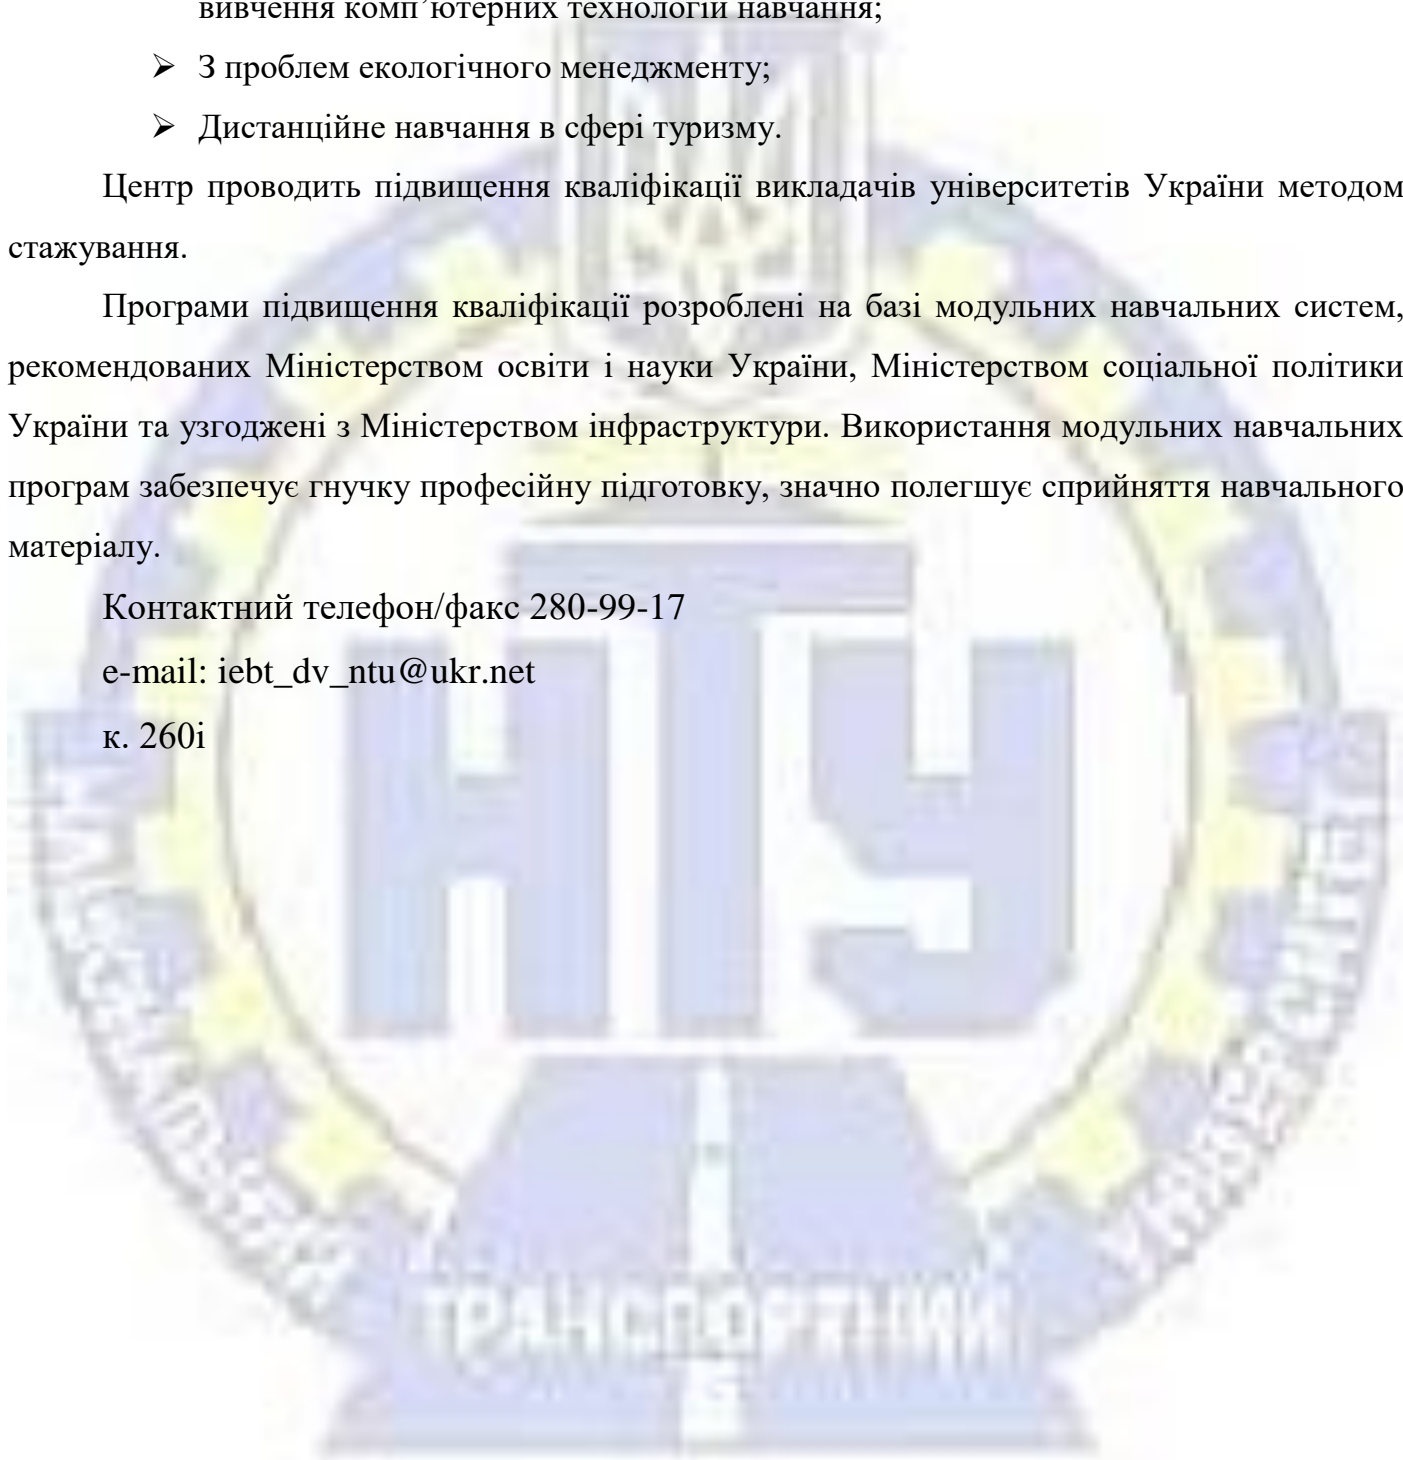 вивчення комп’ютерних технологій навчання;
➢ З проблем екологічного менеджменту;
➢ Дистанційне навчання в сфері туризму.
Центр проводить підвищення кваліфікації викладачів університетів України методом
стажування.
Програми підвищення кваліфікації розроблені на базі модульних навчальних систем,
рекомендованих Міністерством освіти і науки України, Міністерством соціальної політики
України та узгоджені з Міністерством інфраструктури. Використання модульних навчальних
програм забезпечує гнучку професійну підготовку, значно полегшує сприйняття навчального
матеріалу.
Контактний телефон/факс 280-99-17
e-mail: iebt_dv_ntu@ukr.net
к. 260і
НТУ
НАЦІОНАЛЬНИЙ
ТРАНСПОРТНИЙ
УНІВЕРСИТЕТ